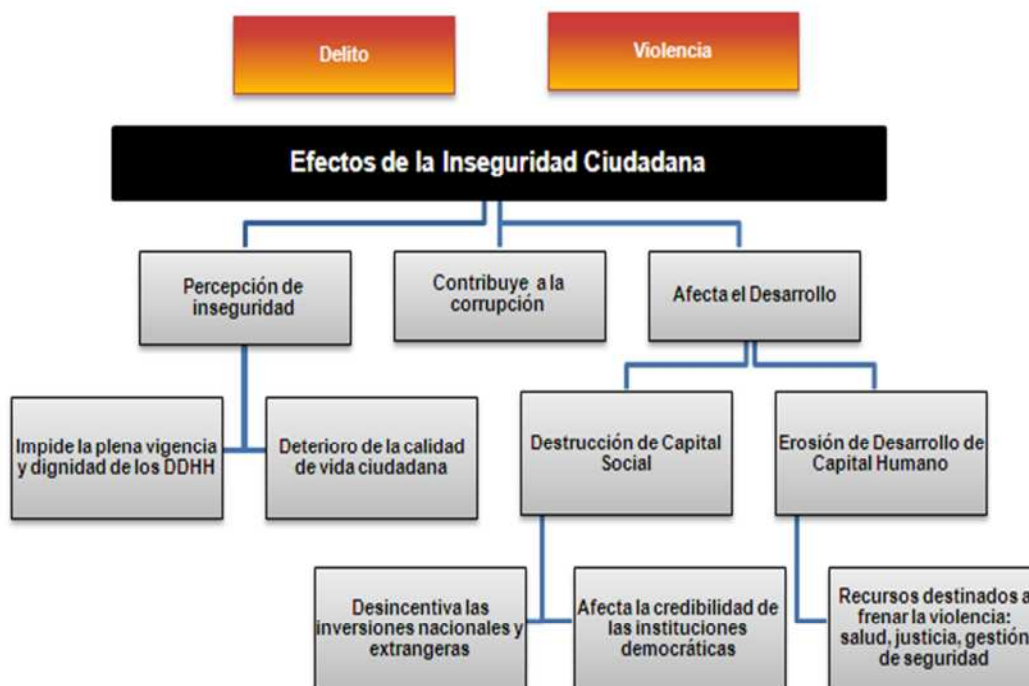 Delito
Violencia
Efectos de la Inseguridad Ciudadana
Percepción de
inseguridad
Contribuye a la
corrupción
Afecta el Desarrollo
Impide la plena vigencia
y dignidad de los DDHH
Deterioro de la calidad
de vida ciudadana
Destrucción de Capital
Social
Erosión de Desarrollo de
Capital Humano
Desincentiva las
inversiones nacionales y
extrangeras
Afecta la credibilidad de
las instituciones
democráticas
Recursos destinados a
frenar la violencia:
salud, justicia, gestión
de seguridad